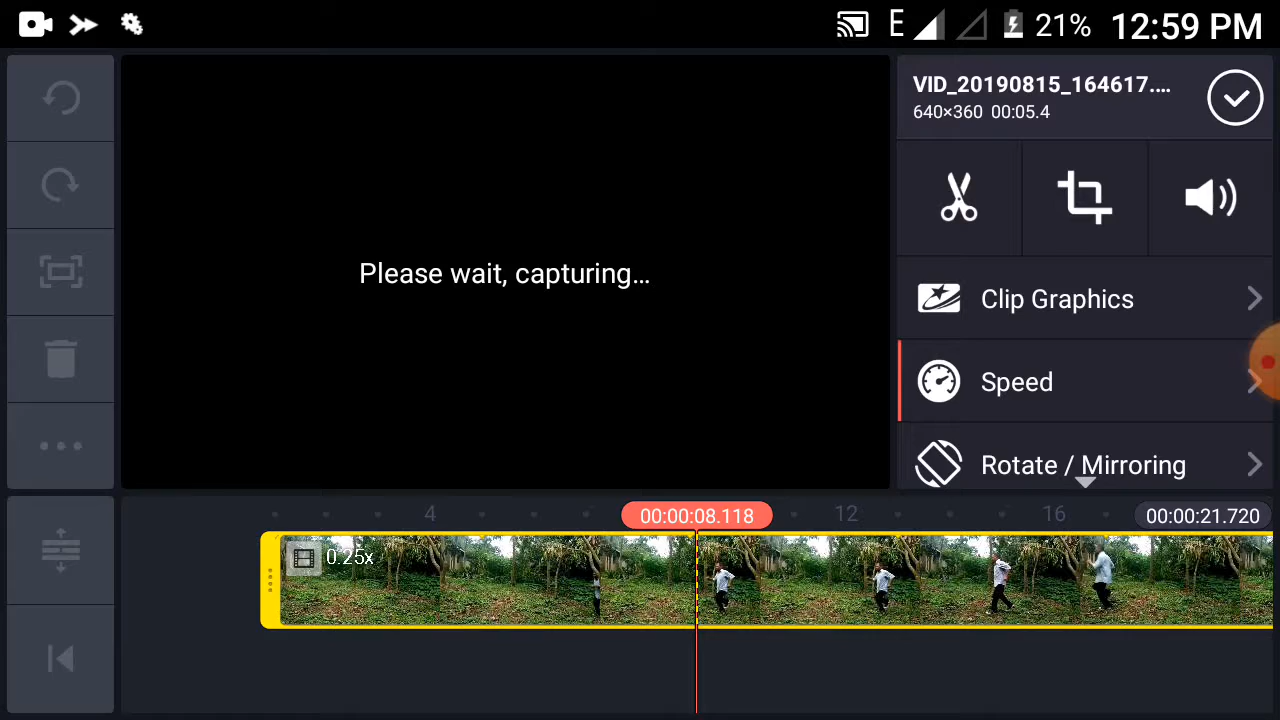 E 21% 12:59 PM
VID_20190815_164617....
640×360 00:05.4
Please wait, capturing...
Clip Graphics
Speed
Rotate / Mirroring
4 00:00:08.118 12 16 00:00:21.720
0.25x